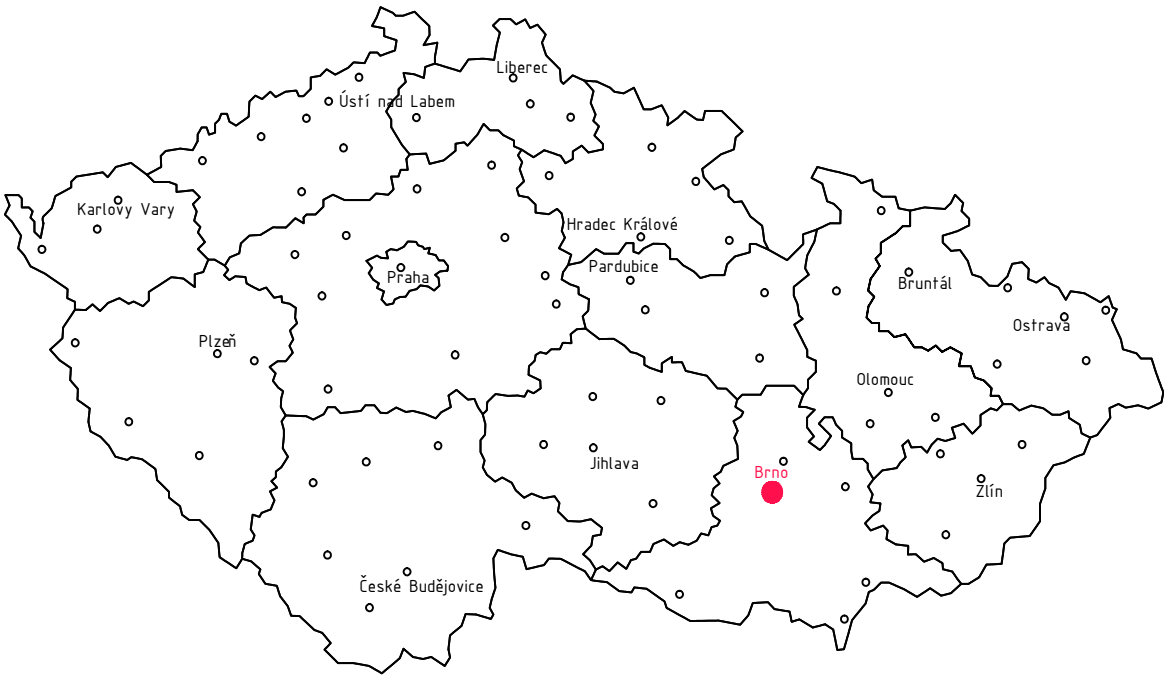 Liberec
Ústí nad Labem
Karlovy Vary
Hradec Králové
Pardubice
Praha
Bruntál
Ostrava
Plzeň
Olomouc
Jihlava
Brno
Zlín
České Budějovice